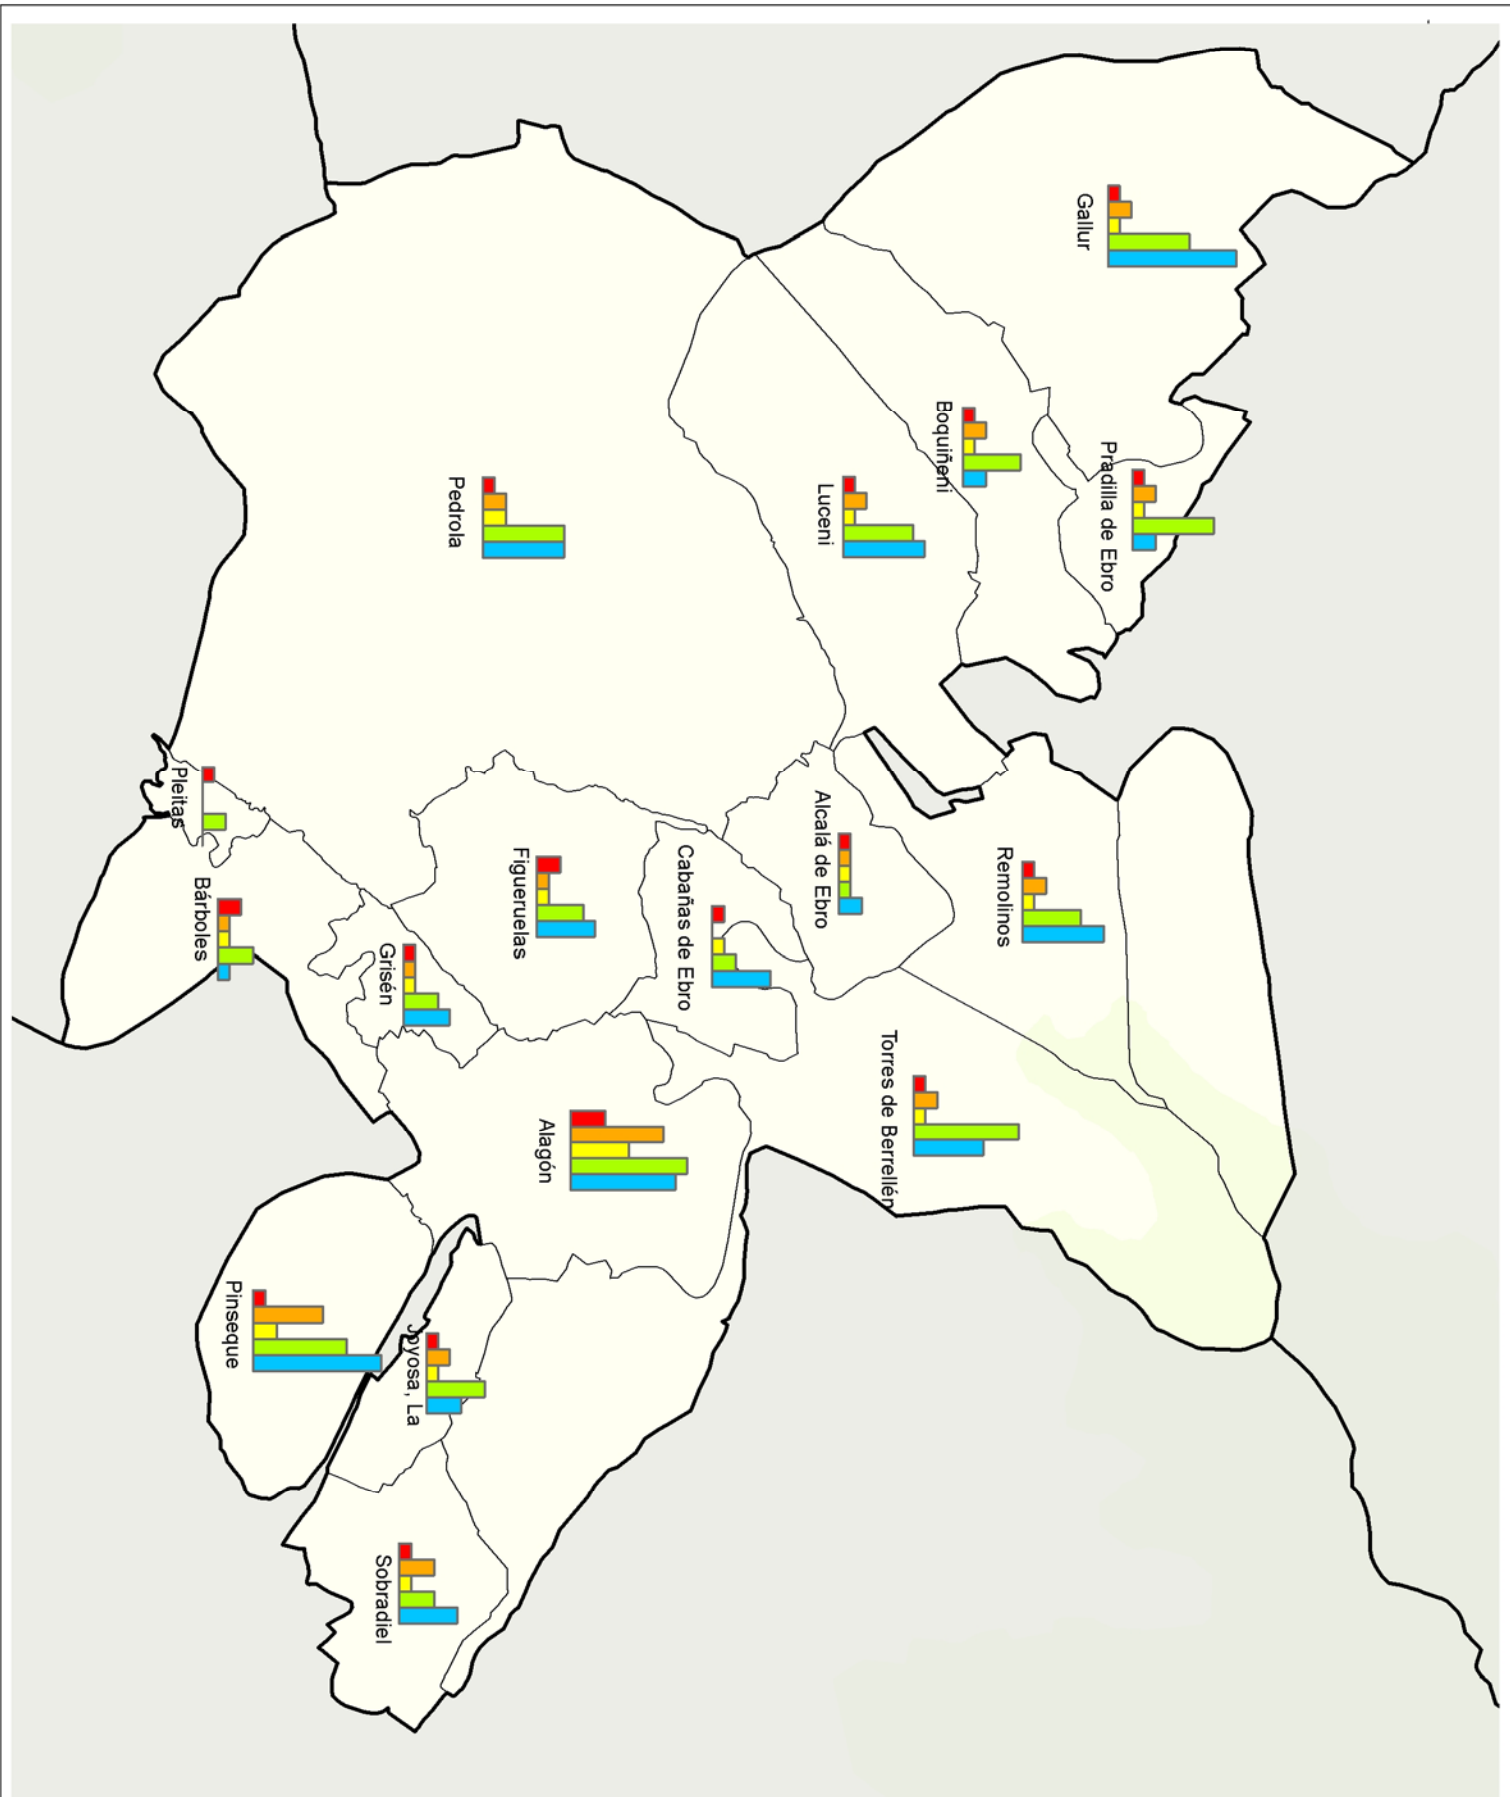 Pradilla de Ebro
Gallur
Remolinos
Boquiñeni
Torres de Berrellén
Luceni
Alcalá de Ebro
Cabañas de Ebro
Alagón
Figueruelas
Pedrola
Joyosa, La
Grisén
Sobradiel
Pinseque
Bárboles
Pleitas